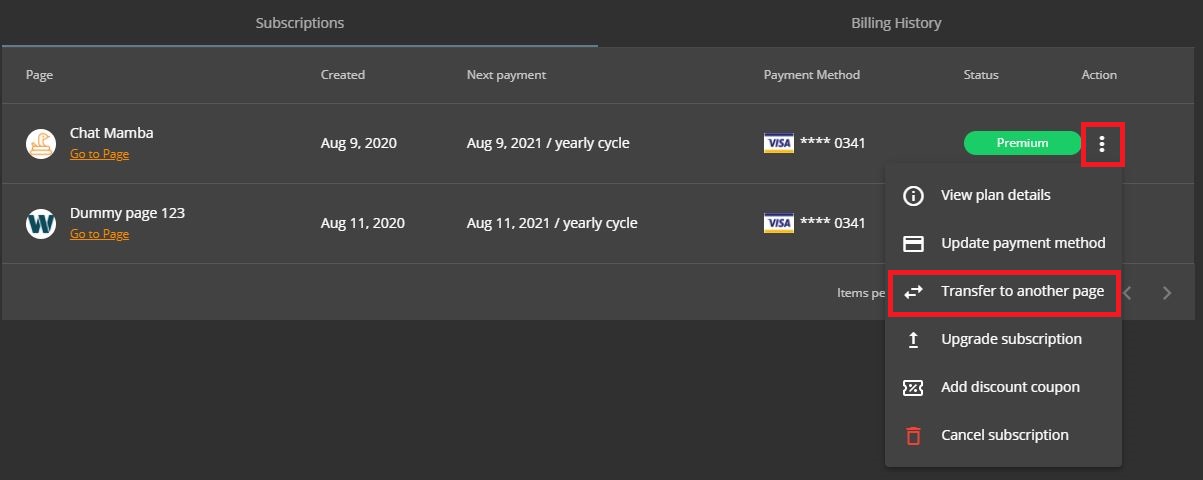 Subscriptions Billing History
Page Created Next payment Payment Method Status Action
Chat Mamba Aug 9, 2020 Aug 9, 2021 / yearly cycle VISA **** 0341 Premium
Go to Page
View plan details
W Dummy page 123 Aug 11, 2020 Aug 11, 2021 / yearly cycle VISA **** 0341
Go to Page
Update payment method
Items pe
Transfer to another page
Upgrade subscription
Add discount coupon
Cancel subscription